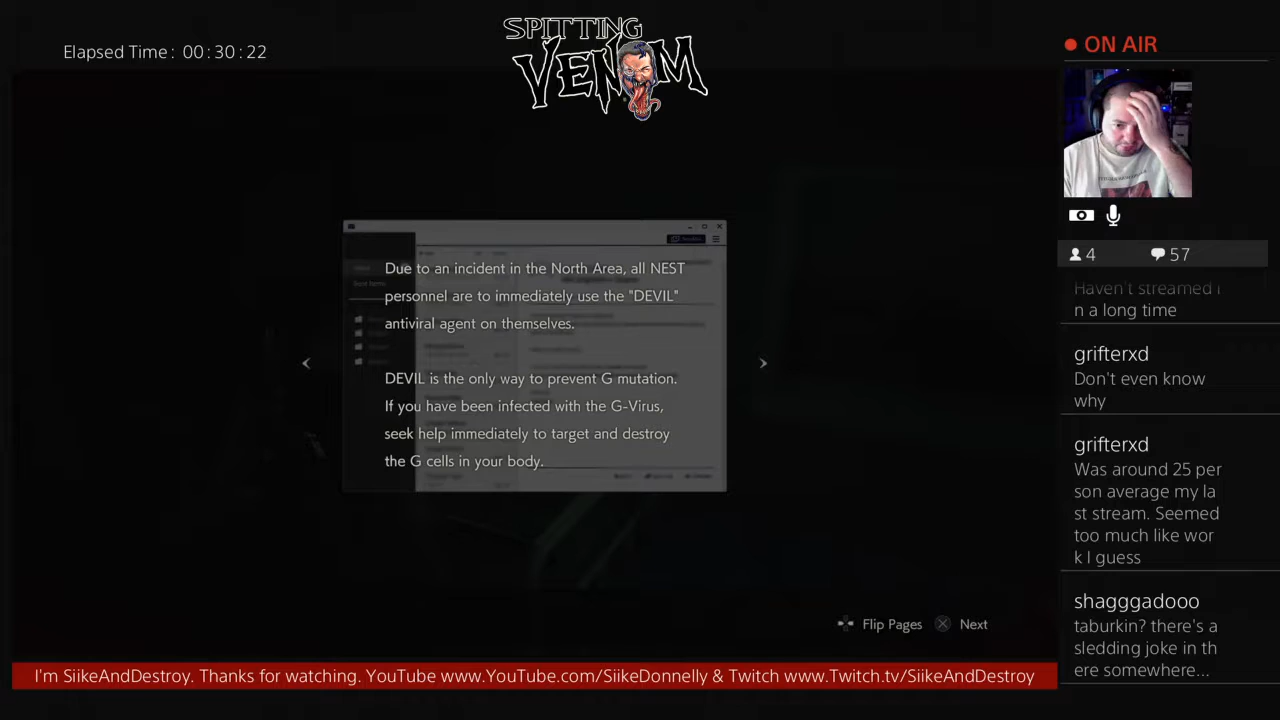 Elapsed Time: 00:30:22
SPITTING
VENOM
ON AIR
4
57
Due to an incident in the North Area, all NEST
personnel are to immediately use the "DEVIL"
antiviral agent on themselves.
DEVIL is the only way to prevent G mutation.
If you have been infected with the G-Virus,
seek help immediately to target and destroy
the G cells in your body.
Flip Pages
Next
Haven't streamed i
n a long time
grifterxd
Don't even know
why
grifterxd
Was around 25 per
son average my la
st stream. Seemed
too much like wor
k I guess
shagggadooo
taburkin? there's a
sledding joke in th
ere somewhere...
I'm SiikeAndDestroy. Thanks for watching. YouTube www.YouTube.com/SiikeDonnelly & Twitch www.Twitch.tv/SiikeAndDestroy